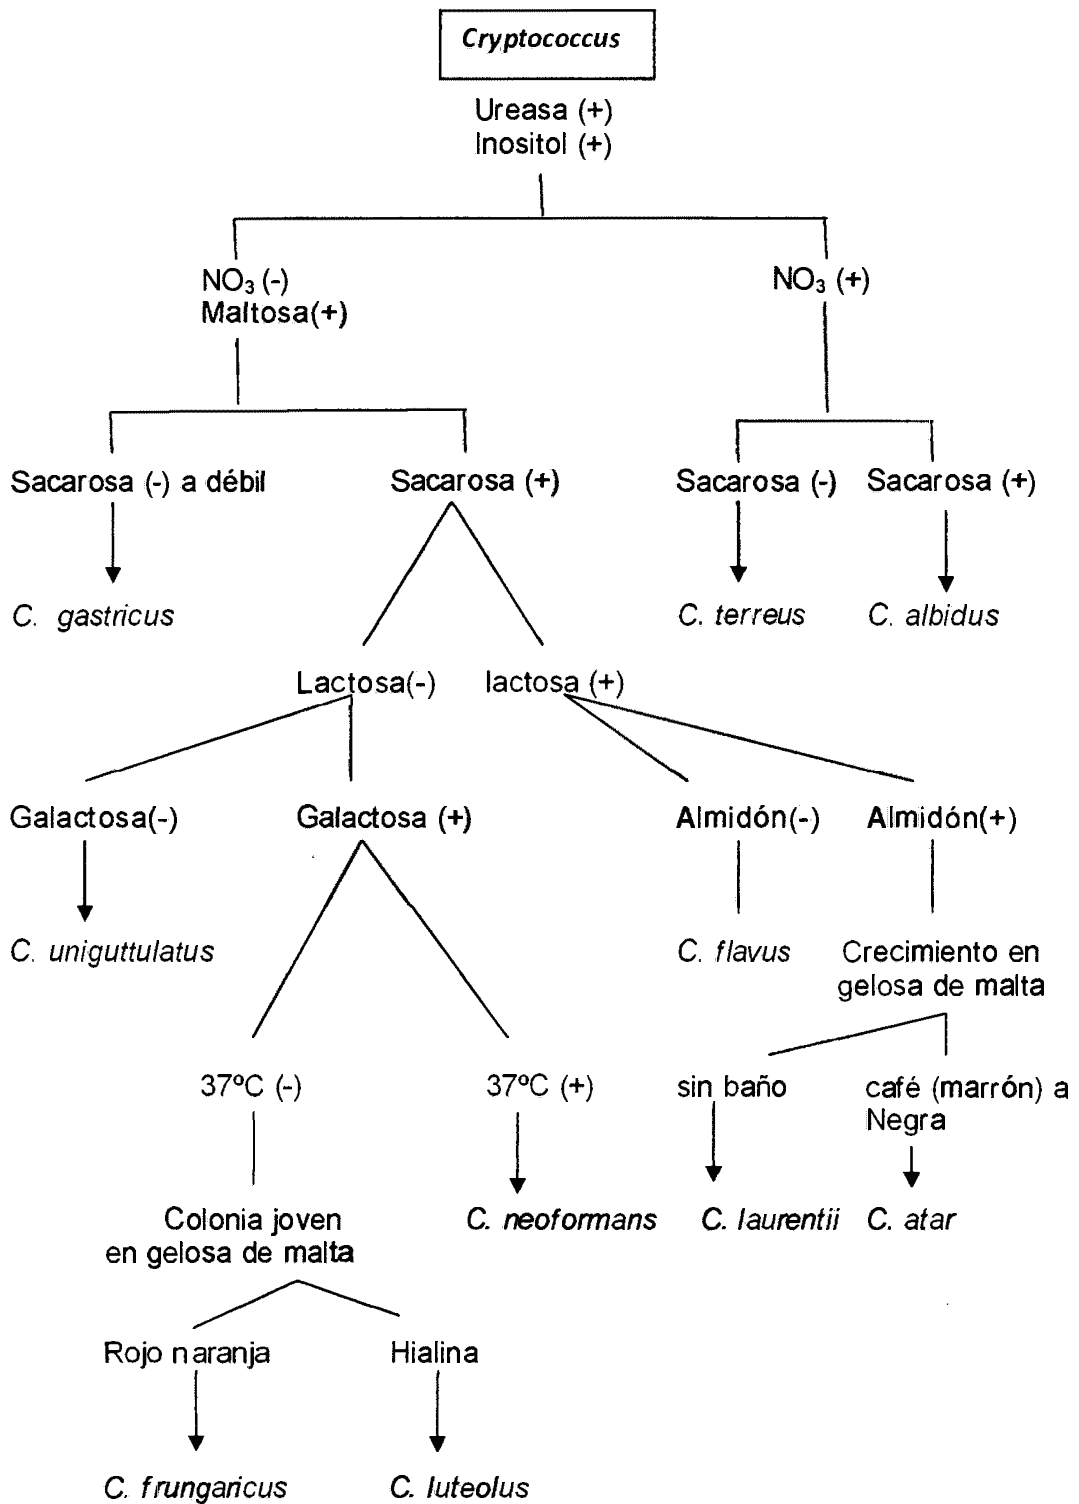 Cryptococcus
Ureasa (+)
Inositol (+)
NO₃ (-)
Maltosa(+)
NO₃ (+)
Sacarosa (-) a débil
Sacarosa (+)
Sacarosa (-)
Sacarosa (+)
C. gastricus
C. terreus
C. albidus
Lactosa(-)
lactosa (+)
Galactosa(-)
Galactosa (+)
Almidón(-)
Almidón(+)
C. uniguttulatus
C. flavus
Crecimiento en
gelosa de malta
37ºC (-)
37ºC (+)
sin baño
café (marrón) a
Negra
Colonia joven
en gelosa de malta
C. neoformans
C. laurentii
C. atar
Rojo naranja
Hialina
C. frungaricus
C. luteolus